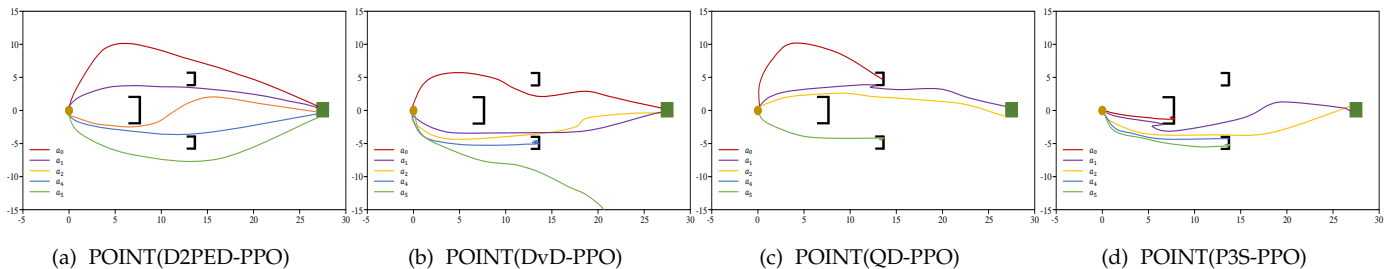 15
10
5
0
-5
-10
-15
-5 0 5 10 15 20 25 30
a₀
a₁
a₂
a₄
a₅
(a) POINT(D2PED-PPO)
15
10
5
0
-5
-10
-15
-5 0 5 10 15 20 25 30
a₀
a₁
a₂
a₄
a₅
(b) POINT(DvD-PPO)
15
10
5
0
-5
-10
-15
-5 0 5 10 15 20 25 30
a₀
a₁
a₂
a₄
a₅
(c) POINT(QD-PPO)
15
10
5
0
-5
-10
-15
-5 0 5 10 15 20 25 30
a₀
a₁
a₂
a₄
a₅
(d) POINT(P3S-PPO)